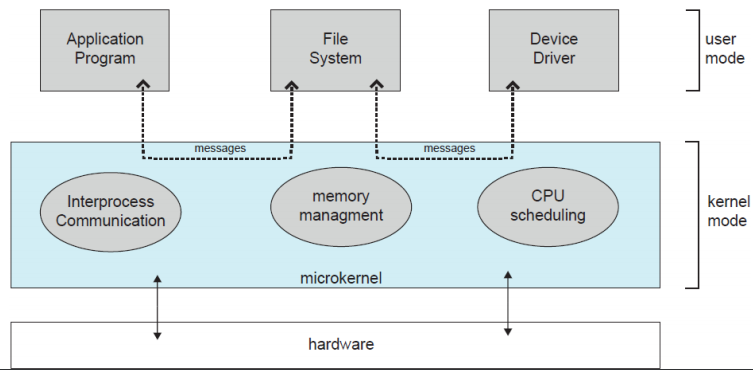 Application
Program
File
System
Device
Driver
user
mode
messages
messages
Interprocess
Communication
memory
managment
CPU
scheduling
kernel
mode
microkernel
hardware